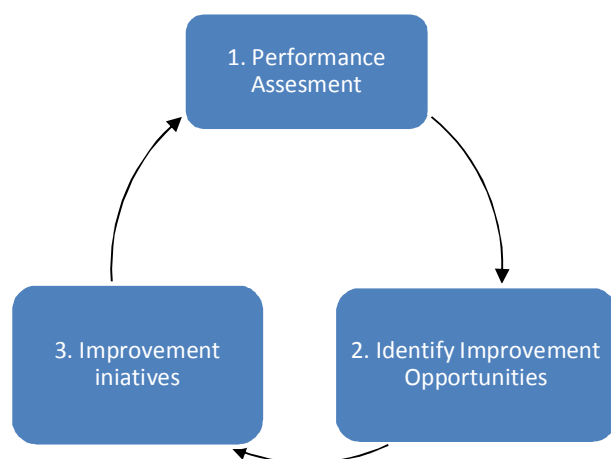 1. Performance
Assesment
3. Improvement
iniatives
2. Identify Improvement
Opportunities